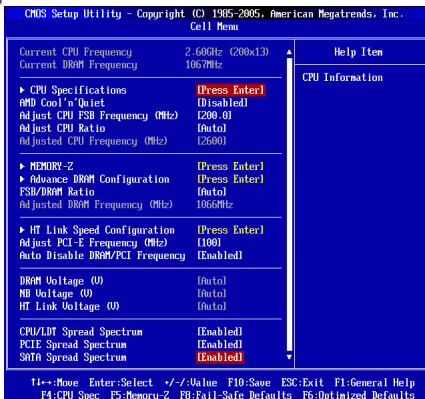 CMOS Setup Utility - Copyright (C) 1985-2005, American Megatrends, Inc.
Cell Menu
Current CPU Frequency 2.60GHz (200x13)
Current DRAM Frequency 1067MHz
▶ CPU Specifications [Press Enter]
AMD Cool'n'Quiet [Disabled]
Adjust CPU FSB Frequency (MHz) [200.0]
Adjust CPU Ratio [Auto]
Adjusted CPU Frequency (MHz) [2600]
▶ MEMORY-Z [Press Enter]
▶ Advance DRAM Configuration [Press Enter]
FSB/DRAM Ratio [Auto]
Adjusted DRAM Frequency (MHz) 1066MHz
▶ HT Link Speed Configuration [Press Enter]
Adjust PCI-E Frequency (MHz) [100]
Auto Disable DRAM/PCI Frequency [Enabled]
DRAM Voltage (V) [Auto]
NB Voltage (V) [Auto]
HT Link Voltage (V) [Auto]
CPU/LDT Spread Spectrum [Enabled]
PCIE Spread Spectrum [Enabled]
SATA Spread Spectrum [Enabled]
Help Item
CPU Information
↑↓←→:Move Enter:Select +/-/:Value F10:Save ESC:Exit F1:General Help
F4:CPU Spec F5:Memory-Z F8:Fail-Safe Defaults F6:Optimized Defaults